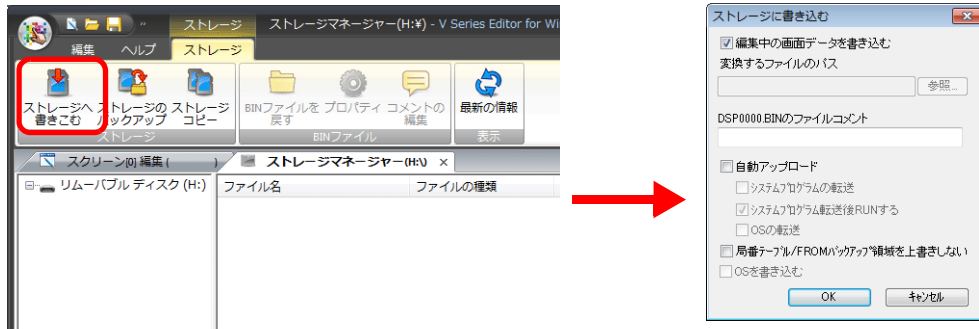 ストレージ
ストレージマネージャー(H:¥) - V Series Editor for Wi
編集 ヘルプ ストレージ
ストレージへ書きこむ
ストレージのバックアップ
ストレージコピー
ストレージ
BINファイルを戻す
プロパティ
コメントの編集
BINファイル
最新の情報
表示
スクリーン[0] 編集 ( )
ストレージマネージャー(H:\) ×
リムーバブル ディスク (H:)
ファイル名 ファイルの種類
ストレージに書き込む
編集中の画面データを書き込む
変換するファイルのパス
参照...
DSP0000.BINのファイルコメント
自動アップロード
システムプログラムの転送
システムプログラム転送後RUNする
OSの転送
局番テーブル/FROMバックアップ領域を上書きしない
OSを書き込む
OK キャンセル